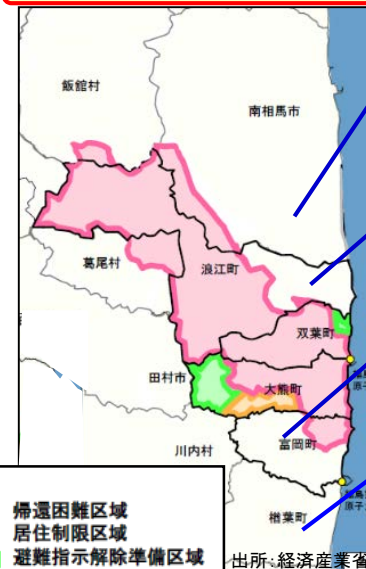 飯舘村
南相馬市
葛尾村
浪江町
双葉町
田村市
大熊町
川内村
富岡町
楢葉町
帰還困難区域
居住制限区域
避難指示解除準備区域
出所:経済産業省